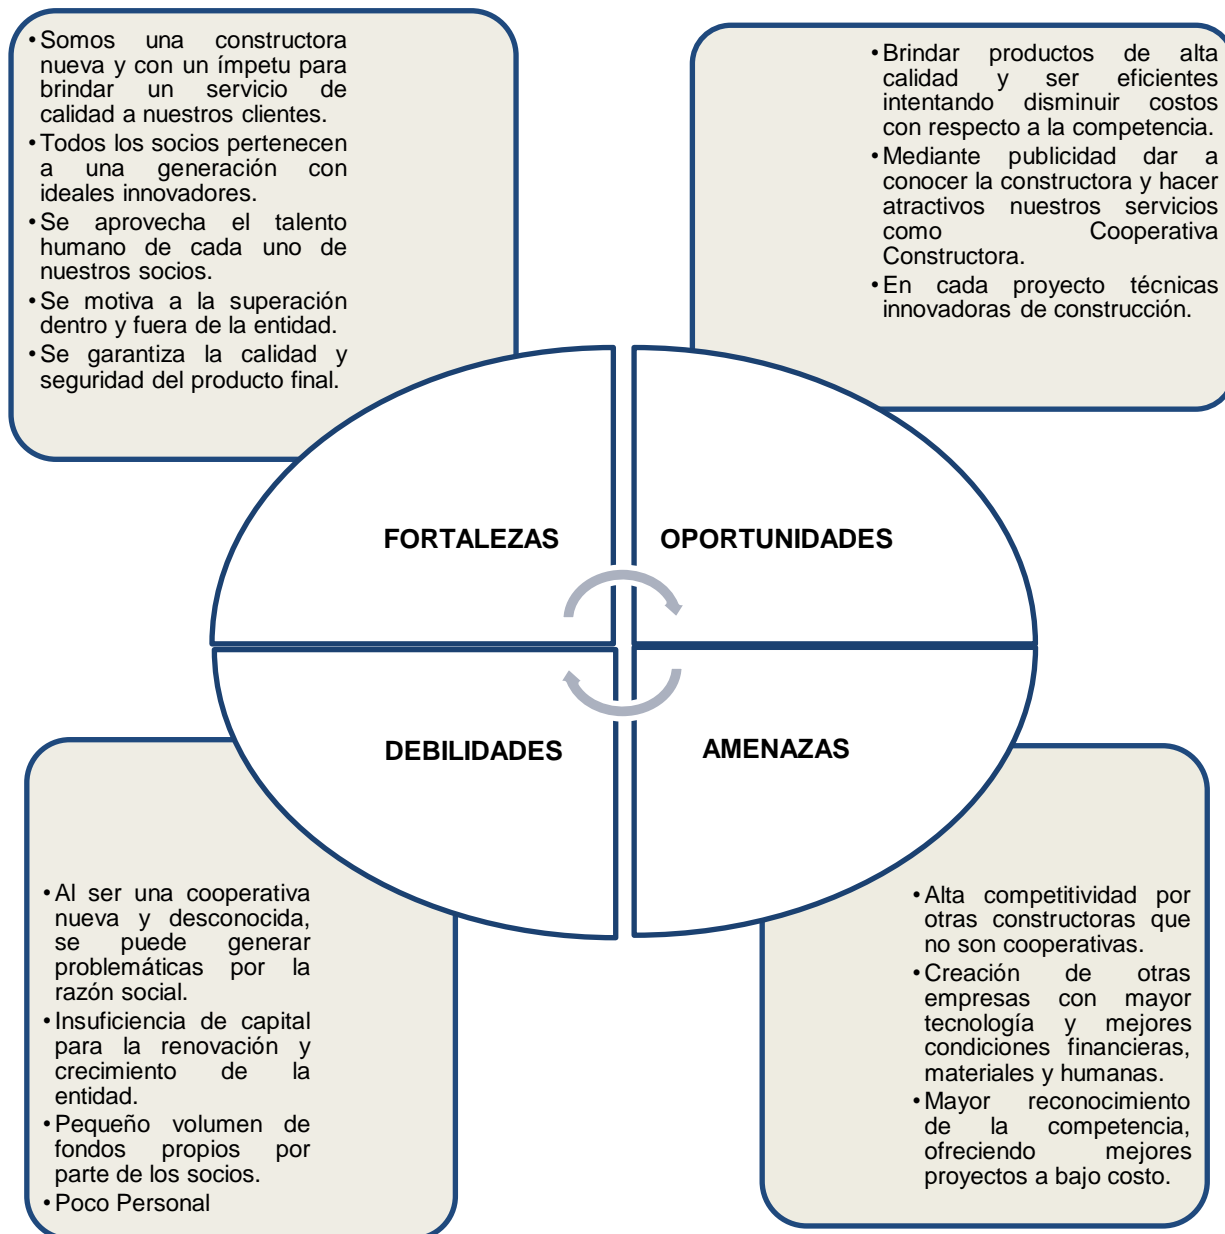 • Somos una constructora
nueva y con un ímpetu para
brindar un servicio de
calidad a nuestros clientes.
• Todos los socios pertenecen
a una generación con
ideales innovadores.
• Se aprovecha el talento
humano de cada uno de
nuestros socios.
• Se motiva a la superación
dentro y fuera de la entidad.
• Se garantiza la calidad y
seguridad del producto final.
• Brindar productos de alta
calidad y ser eficientes
intentando disminuir costos
con respecto a la competencia.
• Mediante publicidad dar a
conocer la constructora y hacer
atractivos nuestros servicios
como Cooperativa
Constructora.
• En cada proyecto técnicas
innovadoras de construcción.
FORTALEZAS
OPORTUNIDADES
DEBILIDADES
AMENAZAS
• Al ser una cooperativa
nueva y desconocida,
se puede generar
problemáticas por la
razón social.
• Insuficiencia de capital
para la renovación y
crecimiento de la
entidad.
• Pequeño volumen de
fondos propios por
parte de los socios.
• Poco Personal
• Alta competitividad por
otras constructoras que
no son cooperativas.
• Creación de otras
empresas con mayor
tecnología y mejores
condiciones financieras,
materiales y humanas.
• Mayor reconocimiento
de la competencia,
ofreciendo mejores
proyectos a bajo costo.